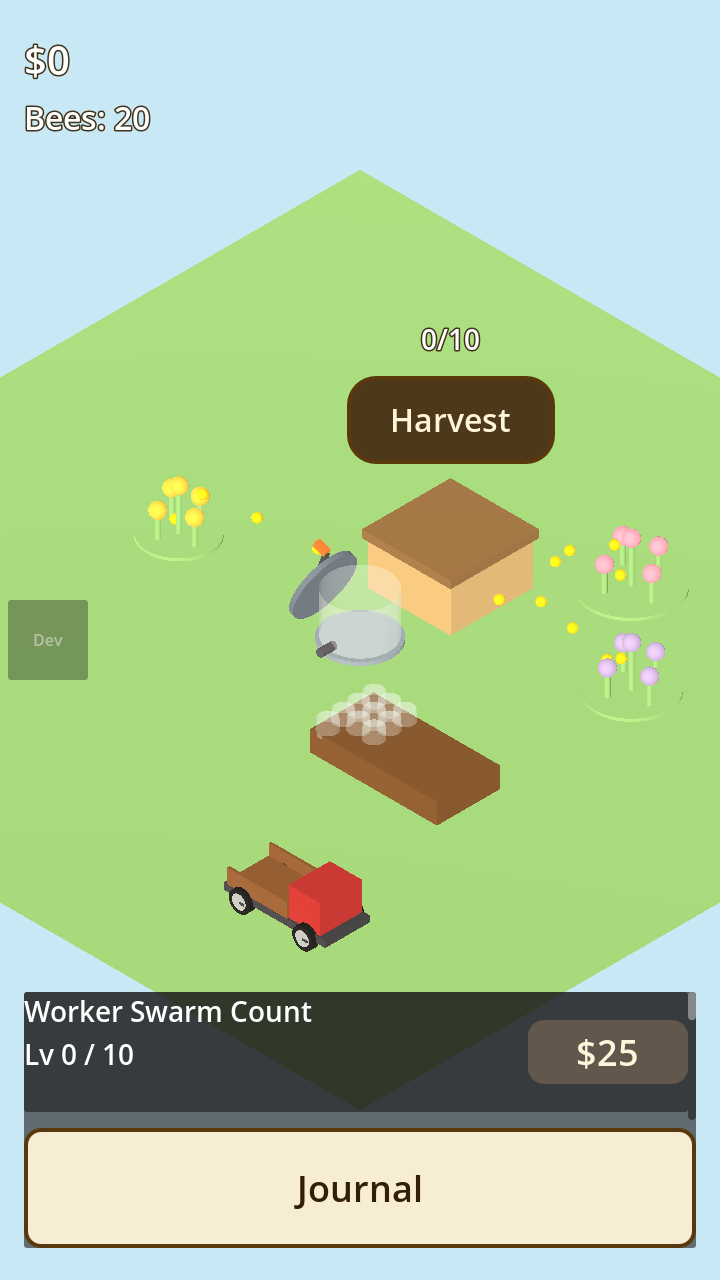 $0
Bees: 20
0/10
Harvest
Dev
Worker Swarm Count
Lv 0 / 10
$25
Journal